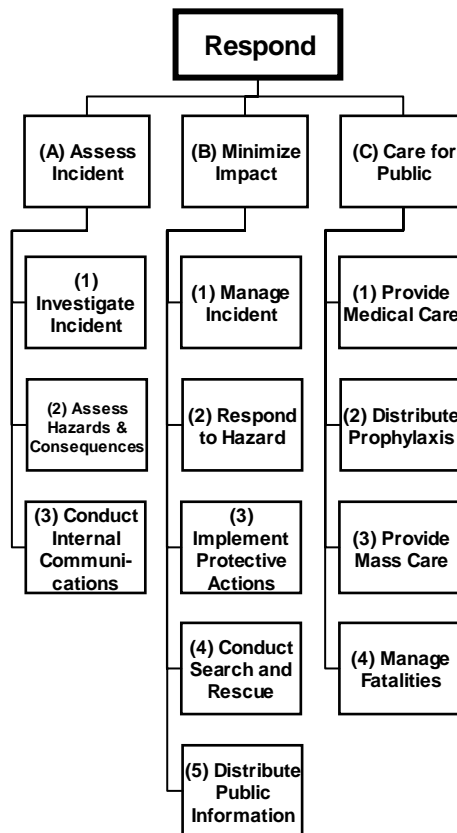 Respond
(A) Assess
Incident
(B) Minimize
Impact
(C) Care for
Public
(1)
Investigate
Incident
(2) Assess
Hazards &
Consequences
(3) Conduct
Internal
Communi-
cations
(1) Manage
Incident
(2) Respond
to Hazard
(3)
Implement
Protective
Actions
(4) Conduct
Search and
Rescue
(5) Distribute
Public
Information
(1) Provide
Medical Care
(2) Distribute
Prophylaxis
(3) Provide
Mass Care
(4) Manage
Fatalities